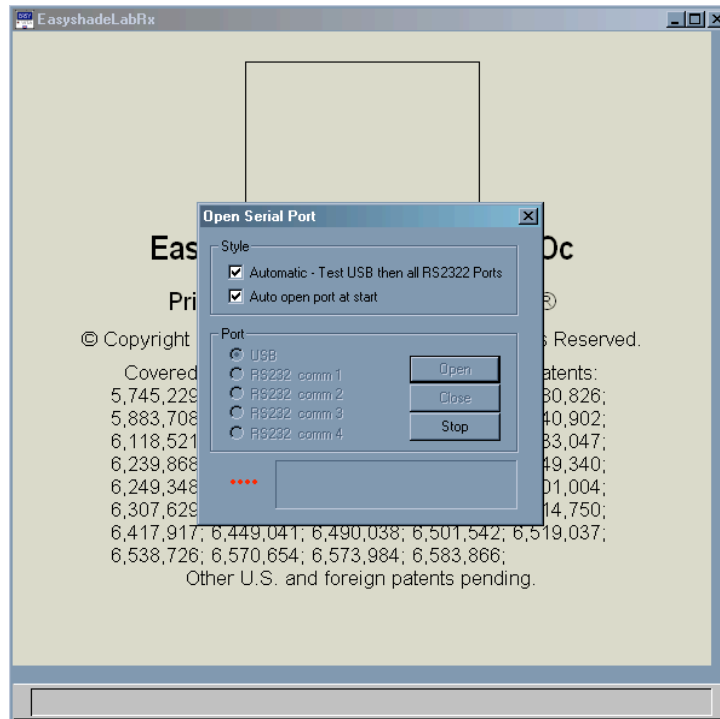 EasyshadeLabRx
Open Serial Port
Style
Automatic - Test USB then all RS2322 Ports
Auto open port at start
Port
USB
RS232 comm 1
RS232 comm 2
RS232 comm 3
RS232 comm 4
Open
Close
Stop
Eas Oc
Pri ®
© Copyright s Reserved.
Covered atents:
5,745,229 30,826;
5,883,708 40,902;
6,118,521 33,047;
6,239,868 49,340;
6,249,348 01,004;
6,307,629 14,750;
6,417,917; 6,449,041; 6,490,038; 6,501,542; 6,519,037;
6,538,726; 6,570,654; 6,573,984; 6,583,866;
Other U.S. and foreign patents pending.